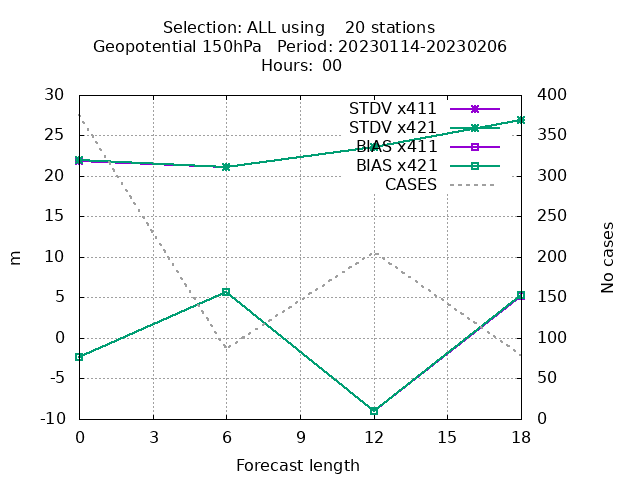 Selection: ALL using    20 stations
Geopotential 150hPa   Period: 20230114-20230206
Hours: 00
30 400
STDV x411
STDV x421
25 350
BIAS x411
BIAS x421
20 300
CASES
15 250
10 200
5 150
0 100
-5 50
-10 0
m
No cases
0 3 6 9 12 15 18
Forecast length